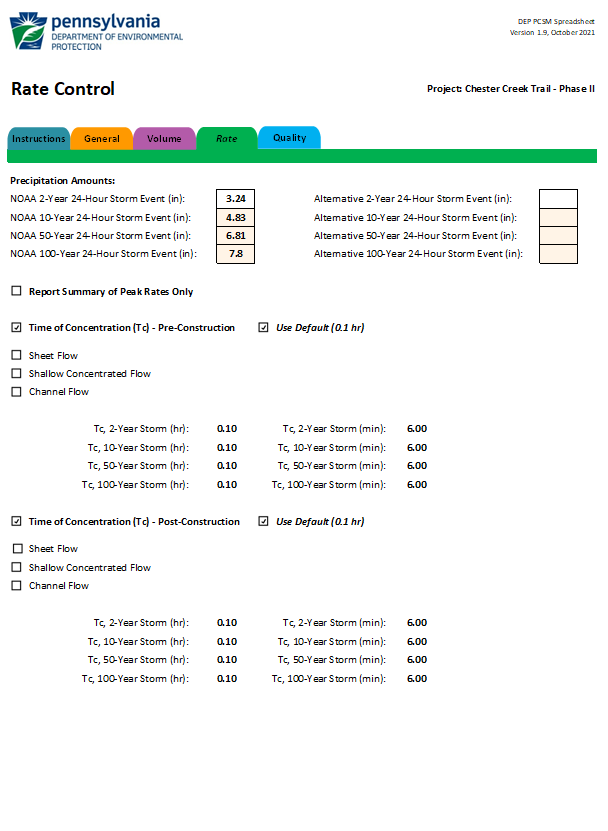 pennsylvania
DEPARTMENT OF ENVIRONMENTAL
PROTECTION
DEP PCSM Spreadsheet
Version 1.9, October 2021
Rate Control
Project: Chester Creek Trail - Phase II
Instructions General Volume Rate Quality
Precipitation Amounts:
NOAA 2-Year 24-Hour Storm Event (in): 3.24 Alternative 2-Year 24-Hour Storm Event (in):
NOAA 10-Year 24-Hour Storm Event (in): 4.83 Alternative 10-Year 24-Hour Storm Event (in):
NOAA 50-Year 24-Hour Storm Event (in): 6.81 Alternative 50-Year 24-Hour Storm Event (in):
NOAA 100-Year 24-Hour Storm Event (in): 7.8 Alternative 100-Year 24-Hour Storm Event (in):
Report Summary of Peak Rates Only
Time of Concentration (Tc) - Pre-Construction Use Default (0.1 hr)
Sheet Flow
Shallow Concentrated Flow
Channel Flow
Tc, 2-Year Storm (hr): 0.10 Tc, 2-Year Storm (min): 6.00
Tc, 10-Year Storm (hr): 0.10 Tc, 10-Year Storm (min): 6.00
Tc, 50-Year Storm (hr): 0.10 Tc, 50-Year Storm (min): 6.00
Tc, 100-Year Storm (hr): 0.10 Tc, 100-Year Storm (min): 6.00
Time of Concentration (Tc) - Post-Construction Use Default (0.1 hr)
Sheet Flow
Shallow Concentrated Flow
Channel Flow
Tc, 2-Year Storm (hr): 0.10 Tc, 2-Year Storm (min): 6.00
Tc, 10-Year Storm (hr): 0.10 Tc, 10-Year Storm (min): 6.00
Tc, 50-Year Storm (hr): 0.10 Tc, 50-Year Storm (min): 6.00
Tc, 100-Year Storm (hr): 0.10 Tc, 100-Year Storm (min): 6.00